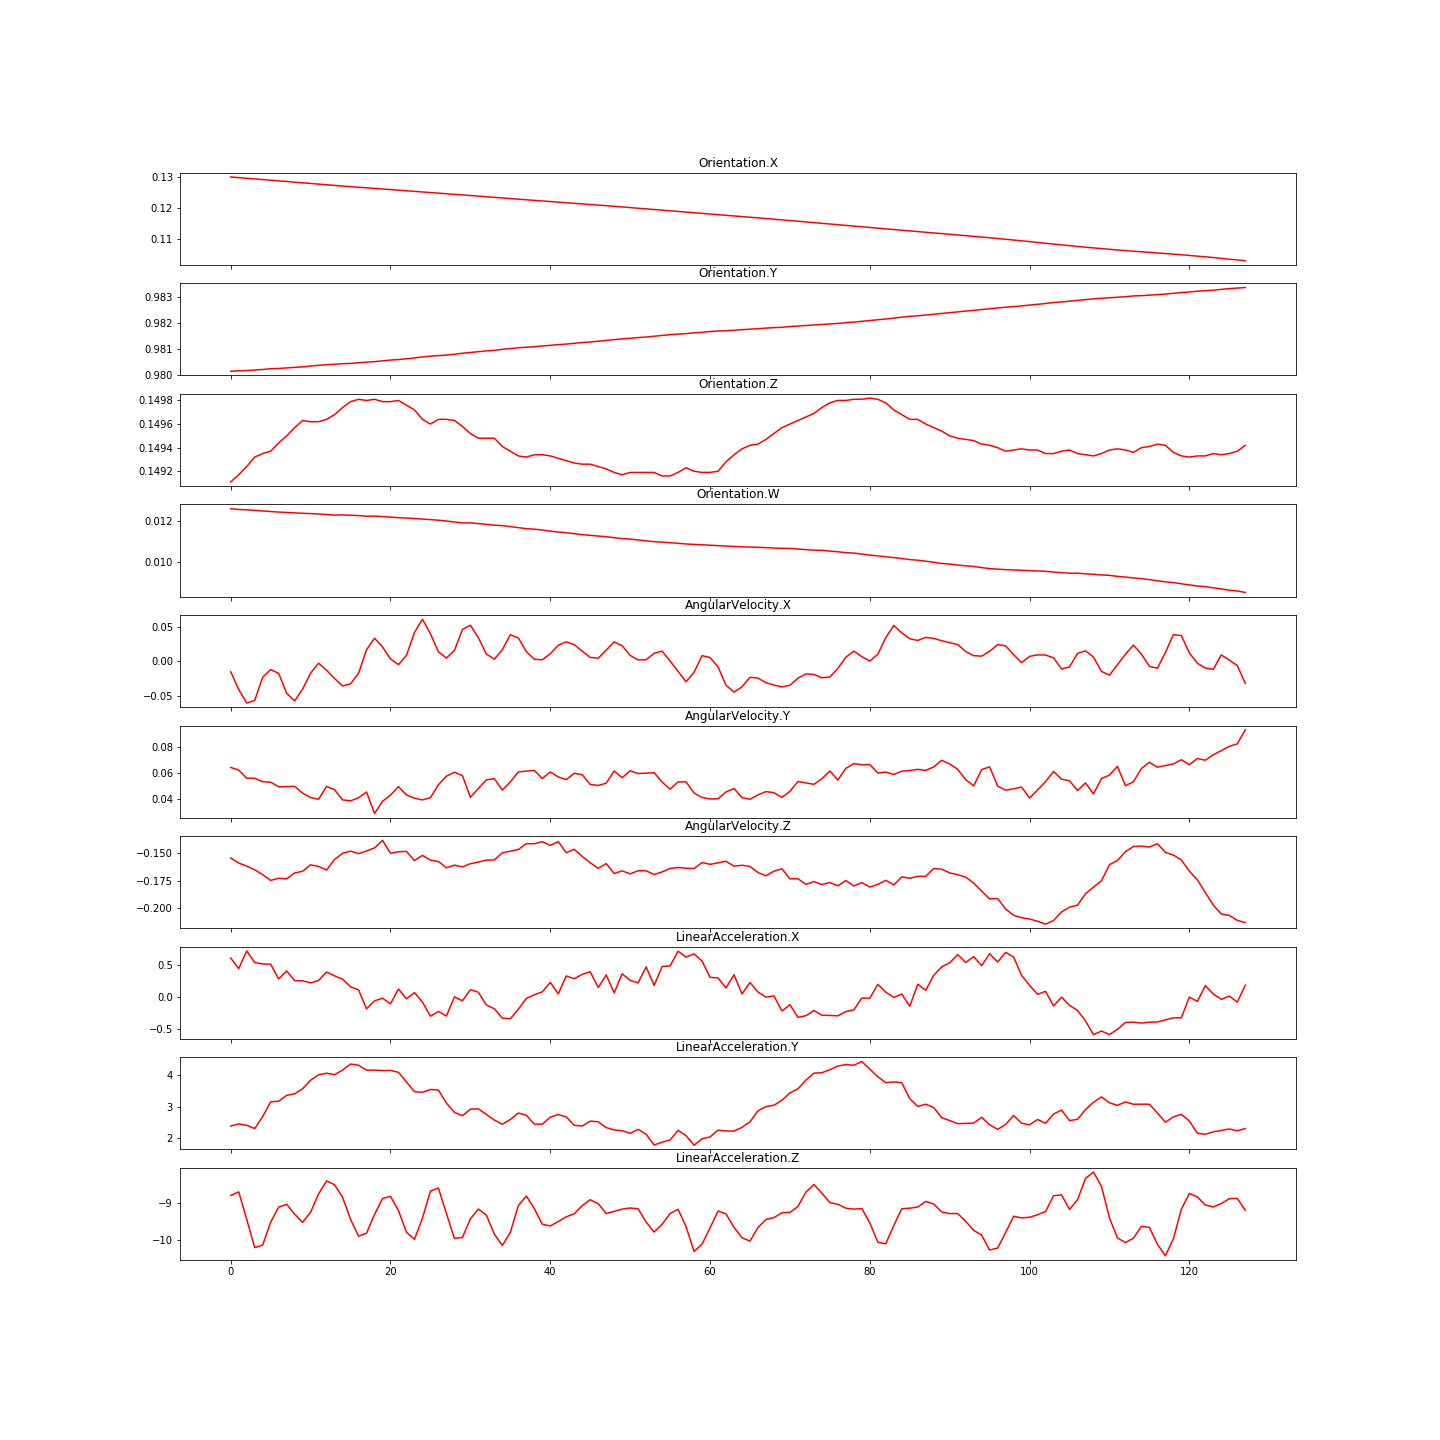 Orientation.X
0.13
0.12
0.11
Orientation.Y
0.983
0.982
0.981
0.980
Orientation.Z
0.1498
0.1496
0.1494
0.1492
Orientation.W
0.012
0.010
AngularVelocity.X
0.05
0.00
−0.05
AngularVelocity.Y
0.08
0.06
0.04
AngularVelocity.Z
−0.150
−0.175
−0.200
LinearAcceleration.X
0.5
0.0
−0.5
LinearAcceleration.Y
4
3
2
LinearAcceleration.Z
−9
−10
0 20 40 60 80 100 120